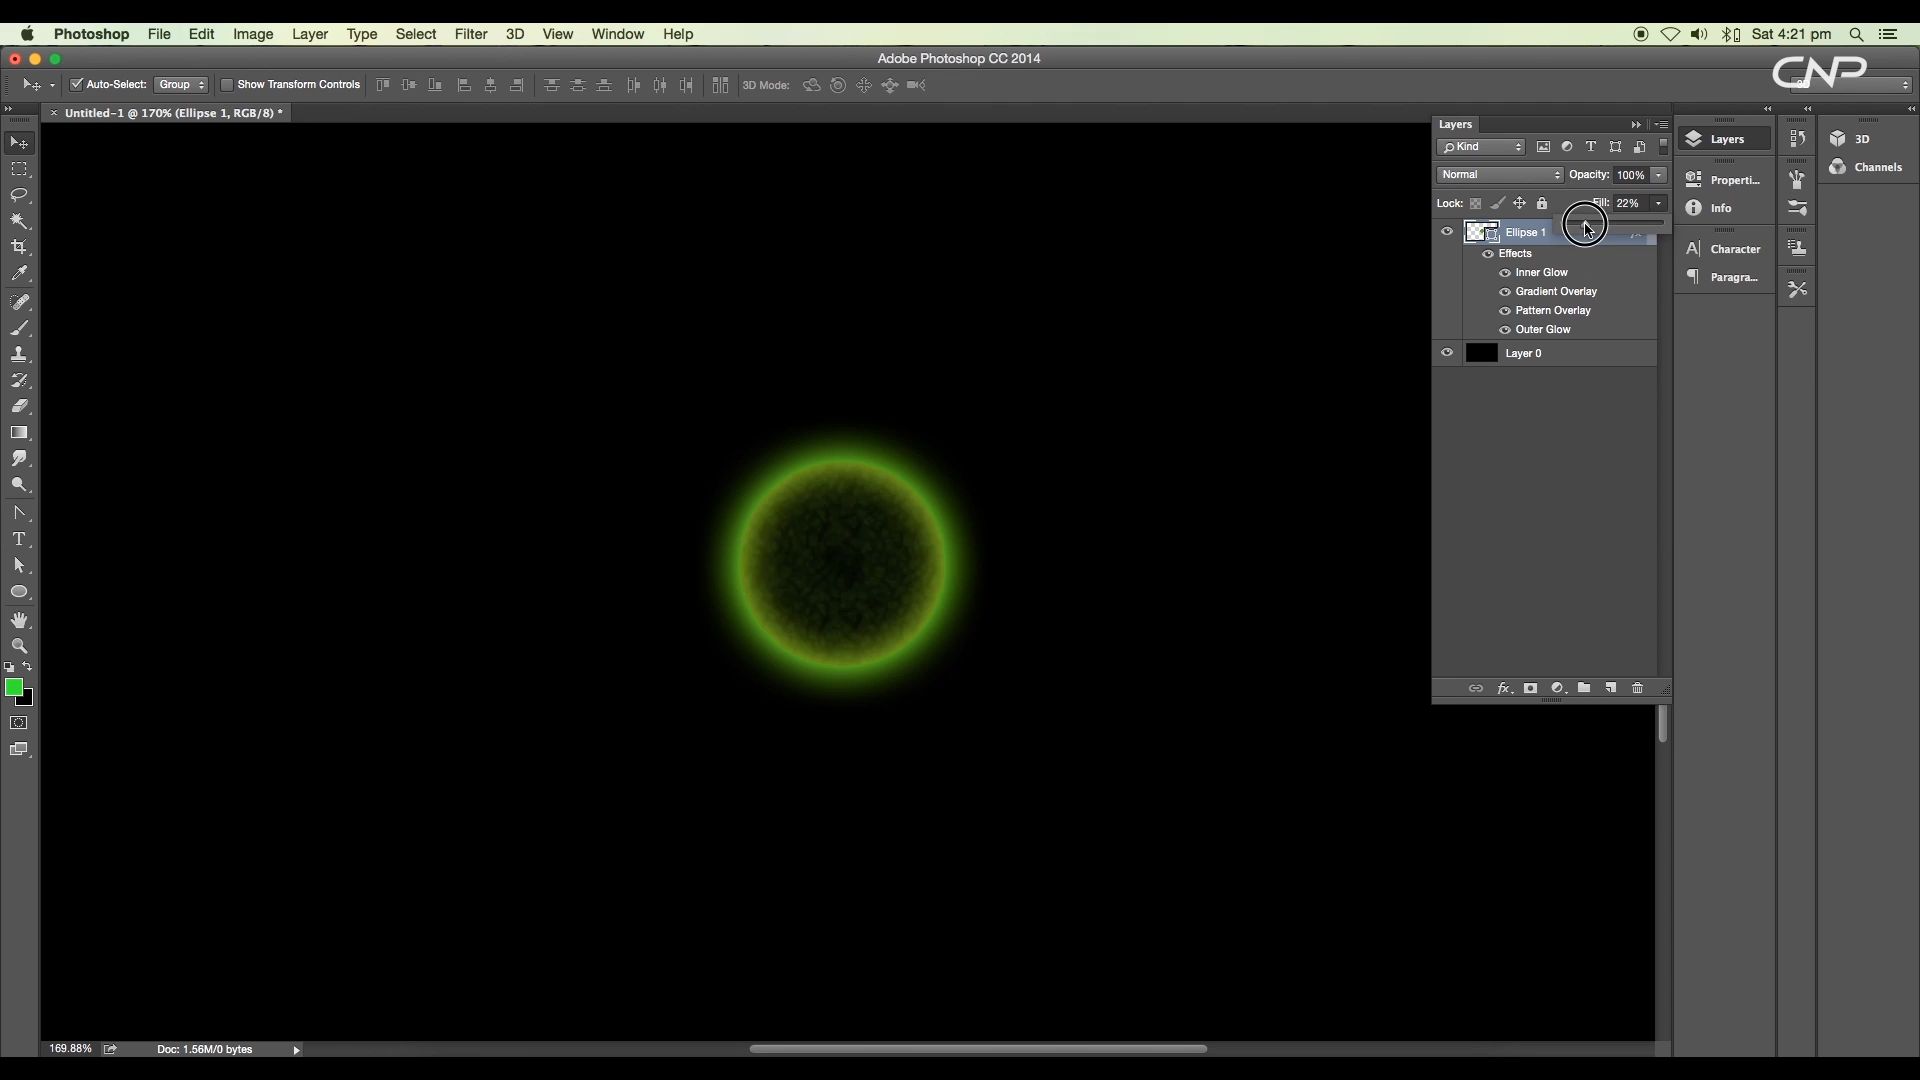 Photoshop File Edit Image Layer Type Select Filter 3D View Window Help Sat 4:21 pm
Adobe Photoshop CC 2014
Auto-Select: Group Show Transform Controls 3D Mode:
CNP
Untitled-1 @ 170% (Ellipse 1, RGB/8) *
Layers
Kind
Normal Opacity: 100%
Lock: Fill: 22%
Ellipse 1
Effects
Inner Glow
Gradient Overlay
Pattern Overlay
Outer Glow
Layer 0
fx
Layers
Properti...
Info
Character
Paragra...
3D
Channels
169.88% Doc: 1.56M/0 bytes